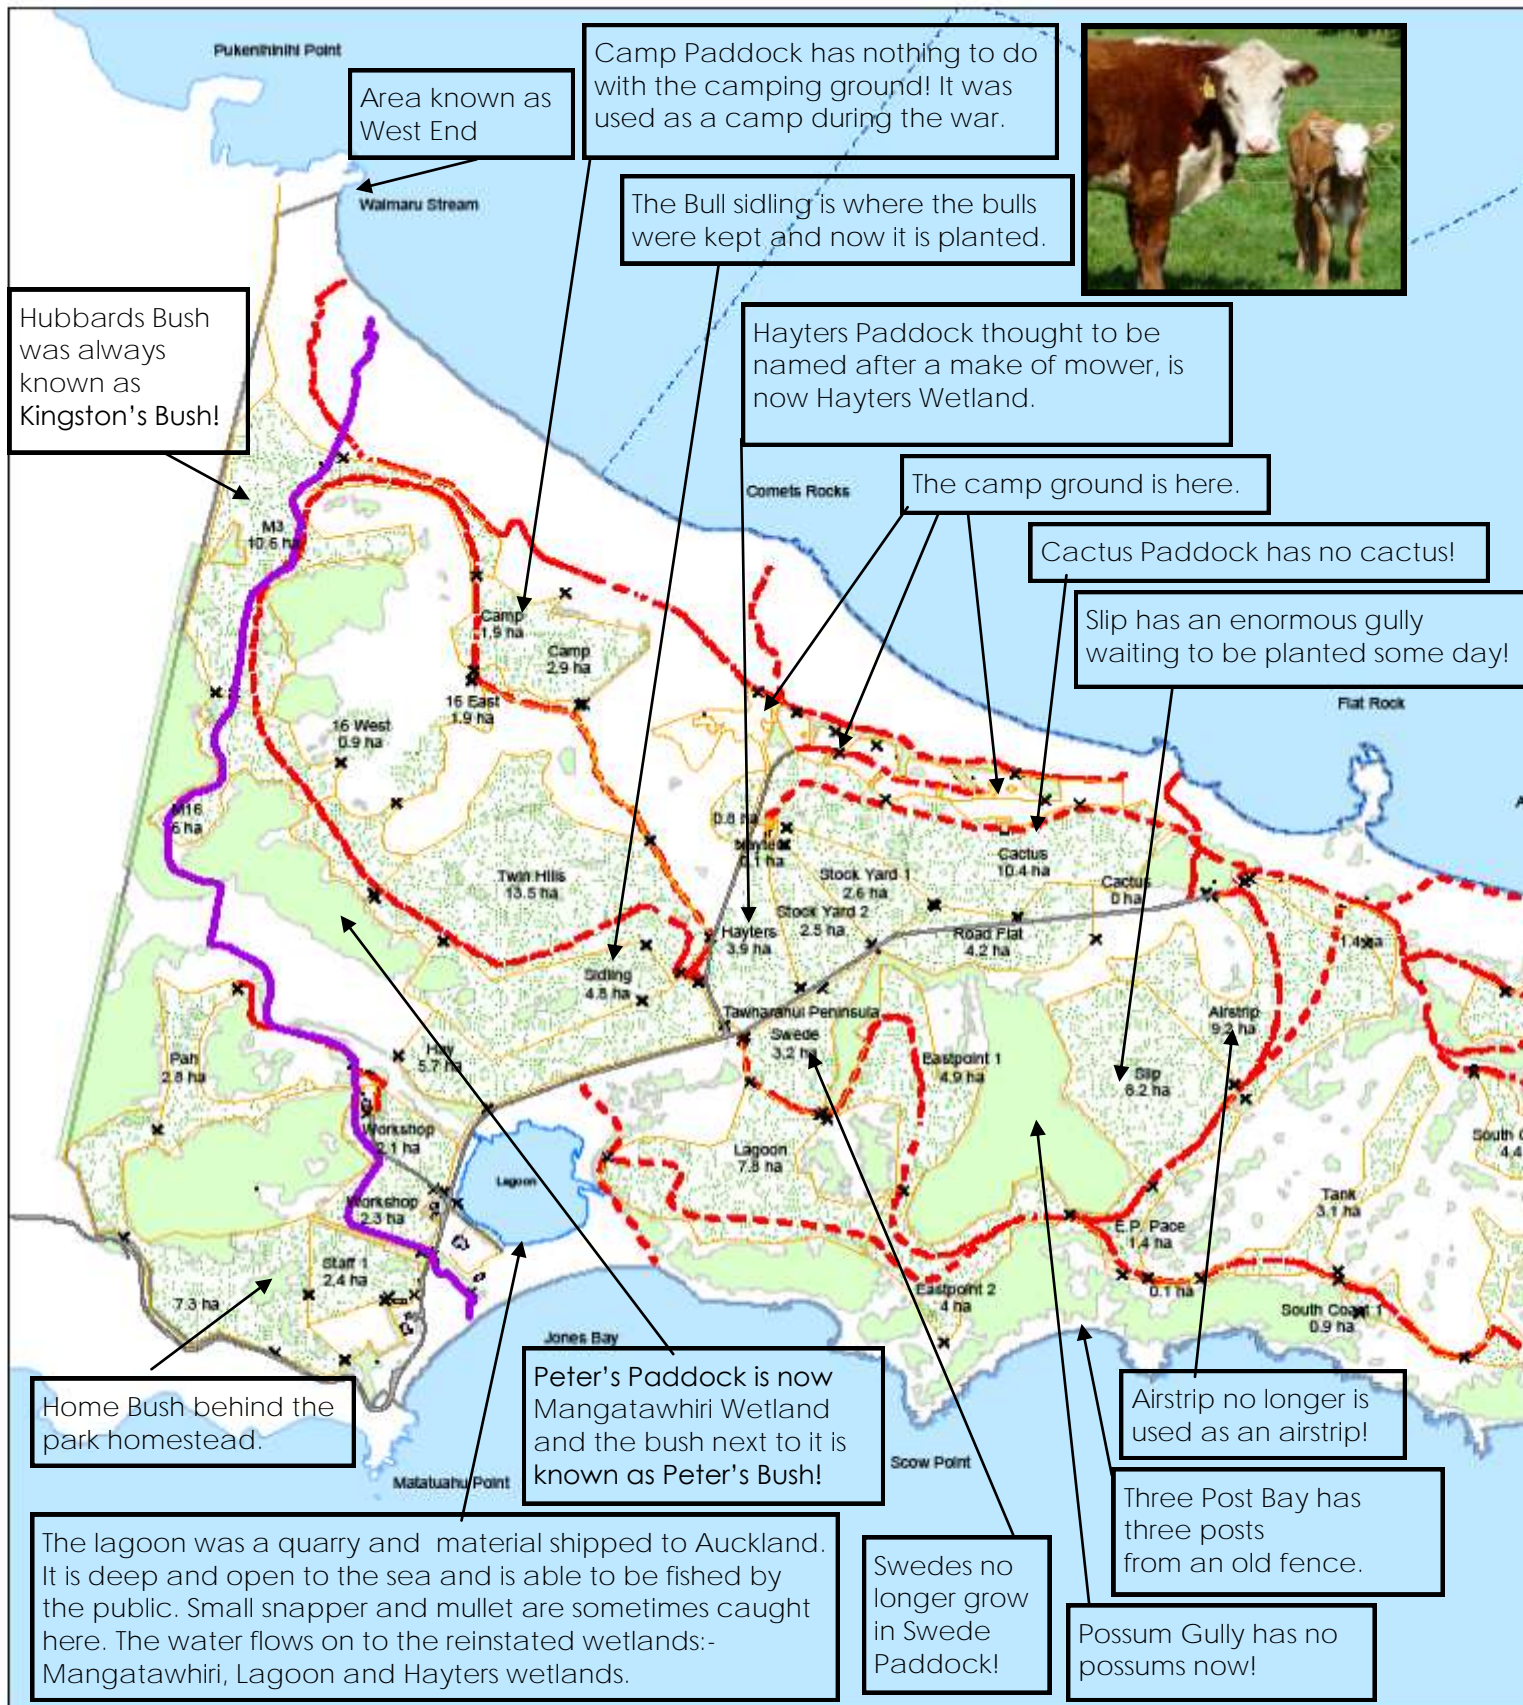 Pukenihinihi Point
Area known as
West End
Camp Paddock has nothing to do
with the camping ground! It was
used as a camp during the war.
Waimaru Stream
The Bull sidling is where the bulls
were kept and now it is planted.
Hubbards Bush
was always
known as
Kingston's Bush!
Hayters Paddock thought to be
named after a make of mower, is
now Hayters Wetland.
Comets Rocks
The camp ground is here.
Cactus Paddock has no cactus!
Slip has an enormous gully
waiting to be planted some day!
M3
10.6 ha
Camp
1.9 ha
Camp
2.9 ha
16 East
1.9 ha
16 West
0.9 ha
Flat Rock
M16
6 ha
0.8 ha
0.1 ha
Twin Hills
13.5 ha
Stock Yard 1
2.6 ha
Cactus
10.4 ha
Cactus
0 ha
Stock Yard 2
2.5 ha
Hayters
3.9 ha
Road Flat
4.2 ha
1.4 ha
Sidling
4.8 ha
Tawharanui Peninsula
Swede
3.2 ha
Airstrip
9.2 ha
Pah
2.8 ha
Hay
5.7 ha
Eastpoint 1
4.9 ha
Slip
6.2 ha
Workshop
2.1 ha
Lagoon
7.8 ha
South C
4.4
Lagoon
Workshop
2.3 ha
Tank
3.1 ha
E.P. Pace
1.4 ha
Staff 1
2.4 ha
7.3 ha
Eastpoint 2
4 ha
0.1 ha
South Coast 1
0.9 ha
Jones Bay
Home Bush behind the
park homestead.
Peter's Paddock is now
Mangatawhiri Wetland
and the bush next to it is
known as Peter's Bush!
Airstrip no longer is
used as an airstrip!
Matatuahu Point
Scow Point
Three Post Bay has
three posts
from an old fence.
The lagoon was a quarry and material shipped to Auckland.
It is deep and open to the sea and is able to be fished by
the public. Small snapper and mullet are sometimes caught
here. The water flows on to the reinstated wetlands:-
Mangatawhiri, Lagoon and Hayters wetlands.
Swedes no
longer grow
in Swede
Paddock!
Possum Gully has no
possums now!